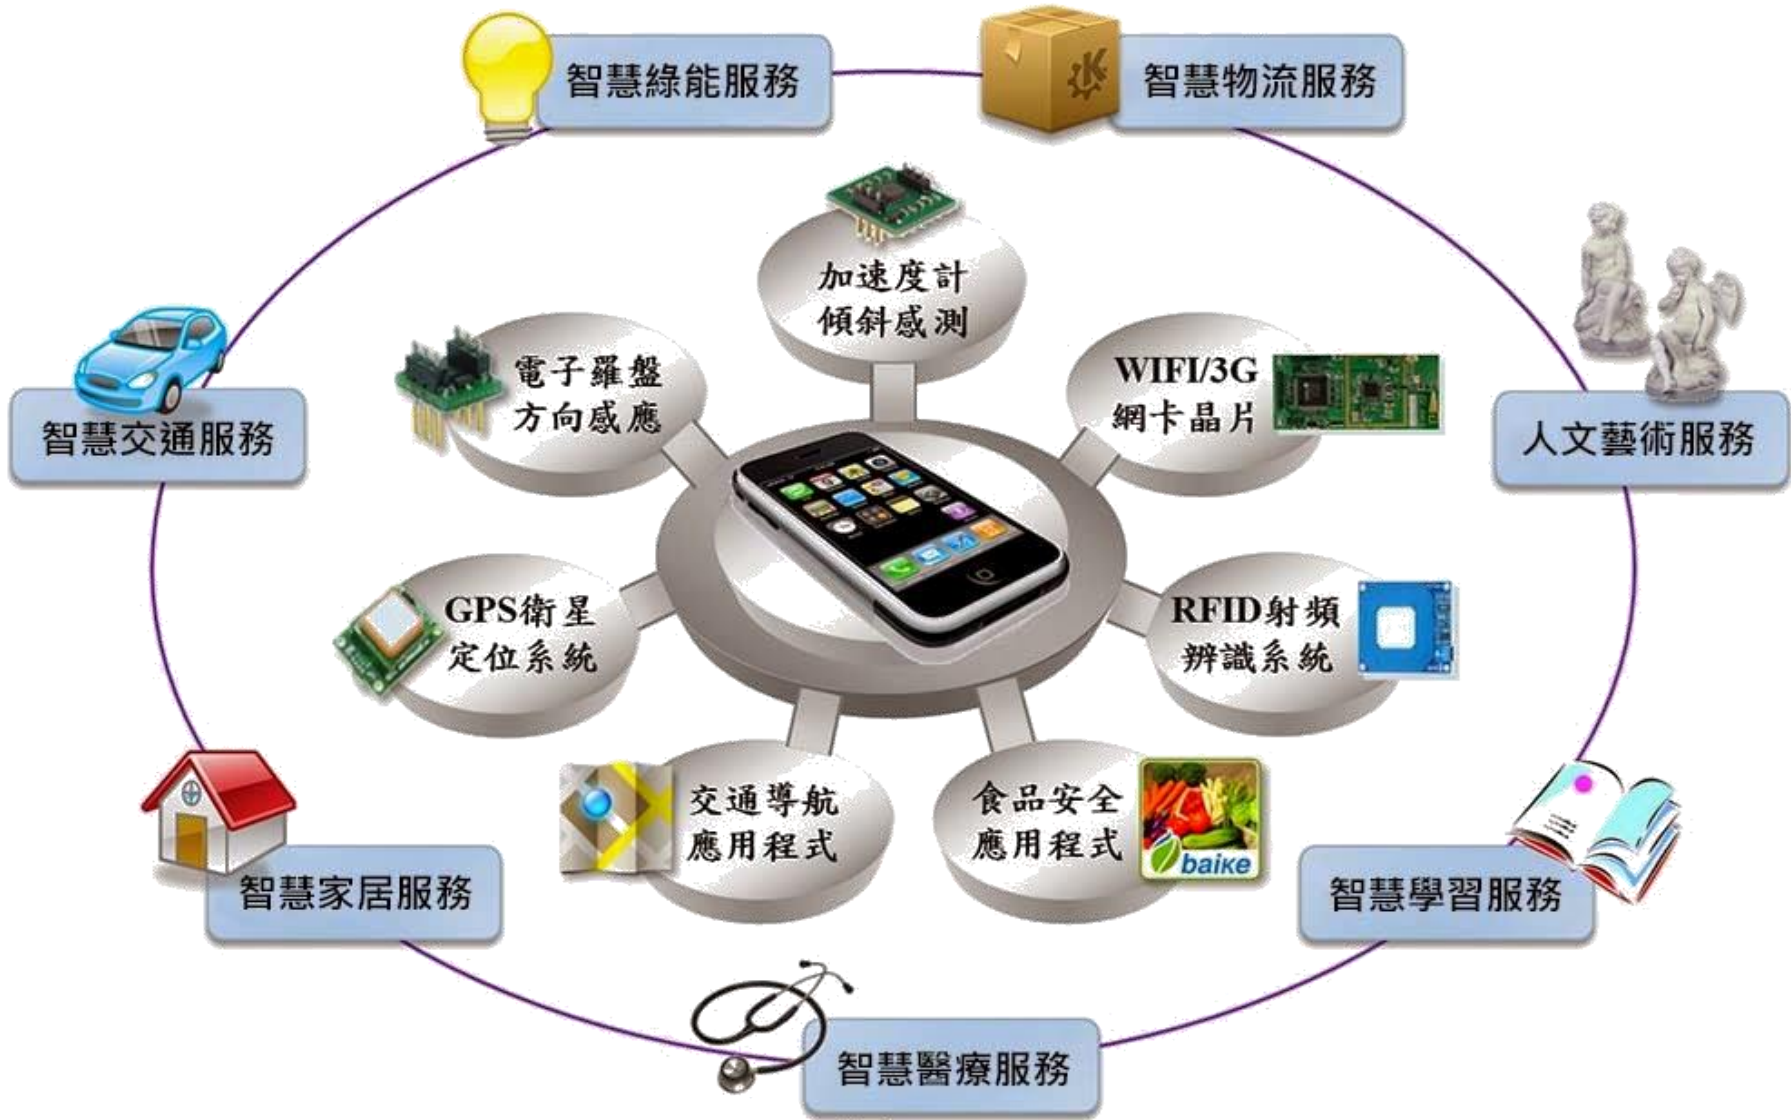 智慧綠能服務
智慧物流服務
加速度計
傾斜感測
電子羅盤
方向感應
WIFI/3G
網卡晶片
智慧交通服務
人文藝術服務
GPS衛星
定位系統
RFID射頻
辨識系統
交通導航
應用程式
食品安全
應用程式
baike
智慧家居服務
智慧學習服務
智慧醫療服務